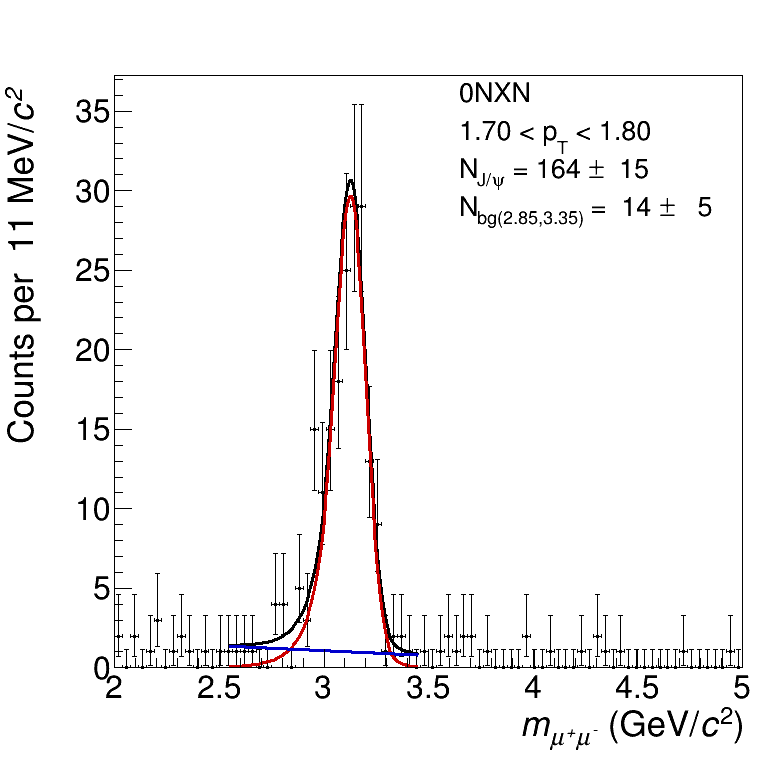 Counts per 11 MeV/c²
35
30
25
20
15
10
5
0
0NXN
1.70 < p_T < 1.80
N_J/ψ = 164 ± 15
N_bg(2.85,3.35) = 14 ± 5
2 2.5 3 3.5 4 4.5 5
m_μ⁺μ⁻ (GeV/c²)